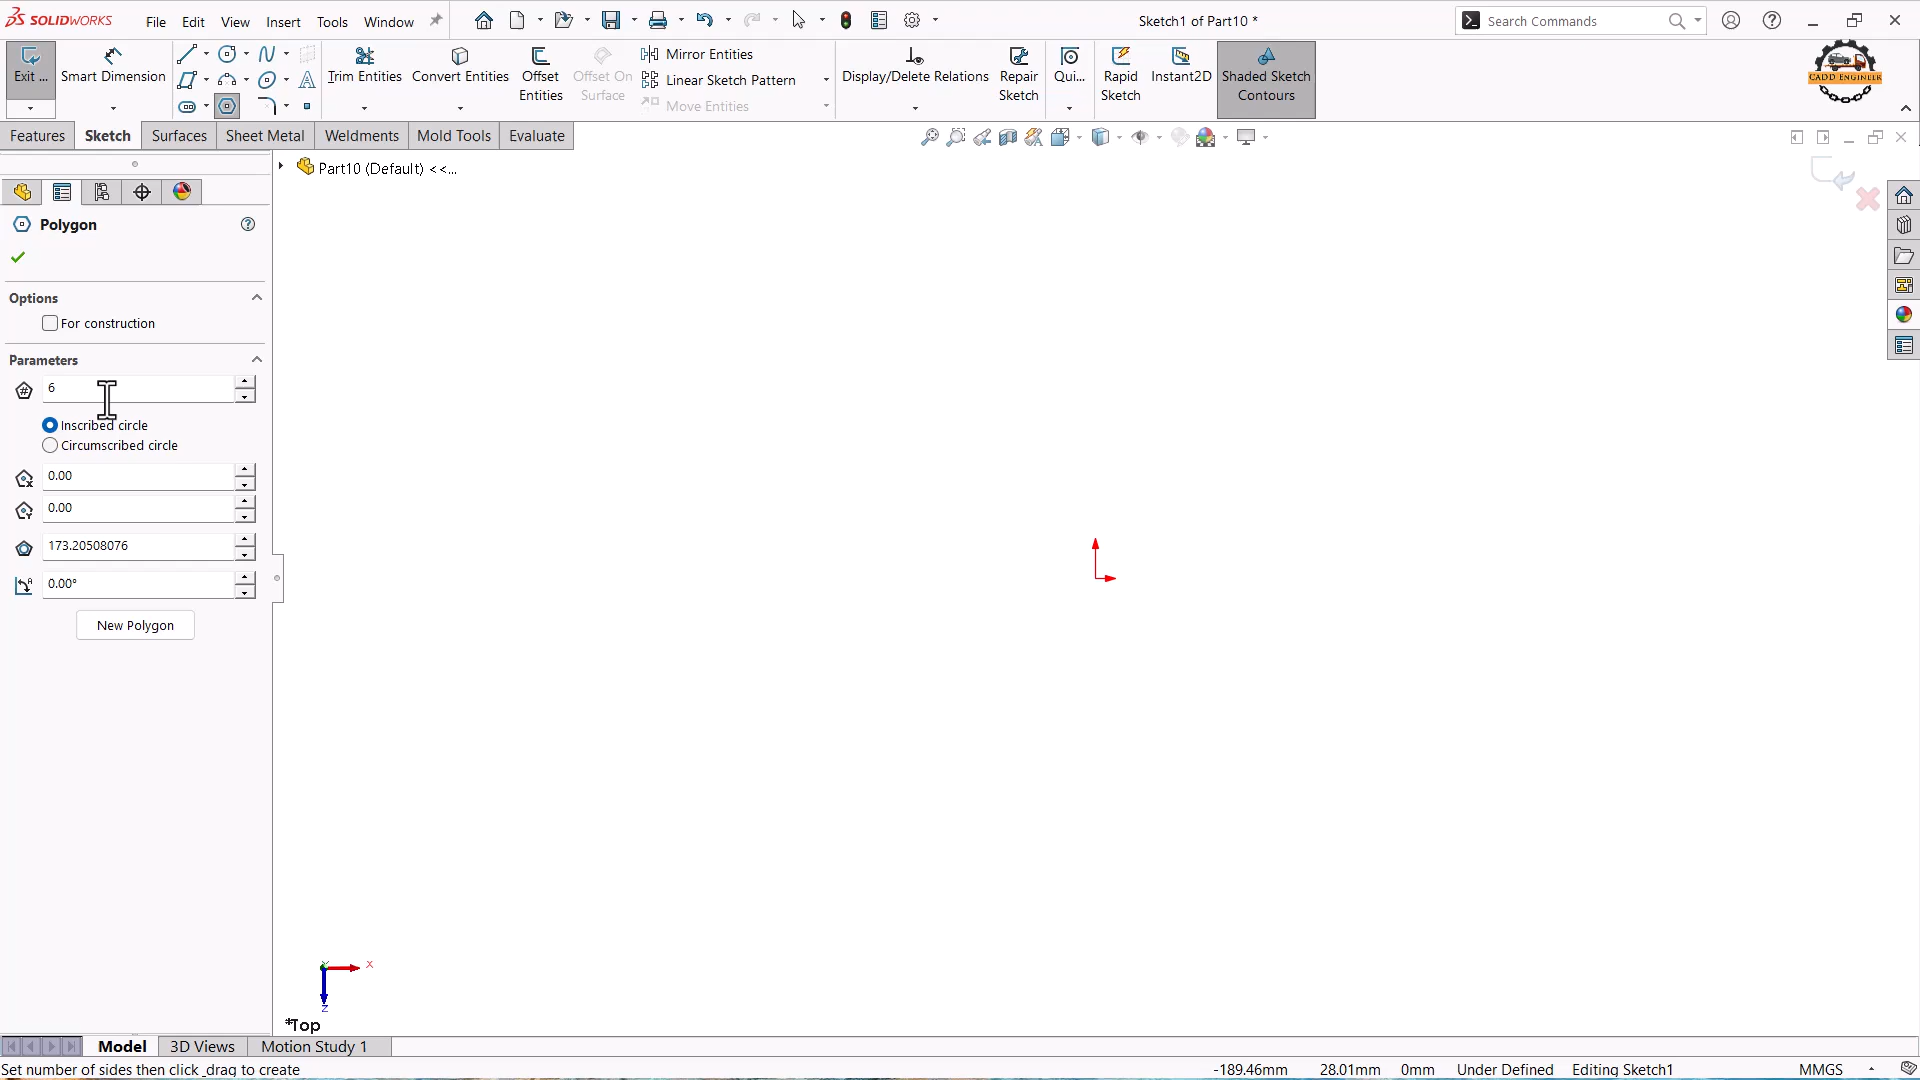 SOLIDWORKS File Edit View Insert Tools Window Sketch1 of Part10 * Search Commands
Exit ... Smart Dimension Trim Entities Convert Entities Offset Entities Offset On Surface Mirror Entities Linear Sketch Pattern Move Entities Display/Delete Relations Repair Sketch Qui... Rapid Sketch Instant2D Shaded Sketch Contours CADD ENGINEER
Features Sketch Surfaces Sheet Metal Weldments Mold Tools Evaluate
Part10 (Default) <<...
Polygon
Options
For construction
Parameters
6
Inscribed circle
Circumscribed circle
0.00
0.00
173.20508076
0.00°
New Polygon
X
Y
Z
*Top
Model 3D Views Motion Study 1
Set number of sides then click _drag to create -189.46mm 28.01mm 0mm Under Defined Editing Sketch1 MMGS